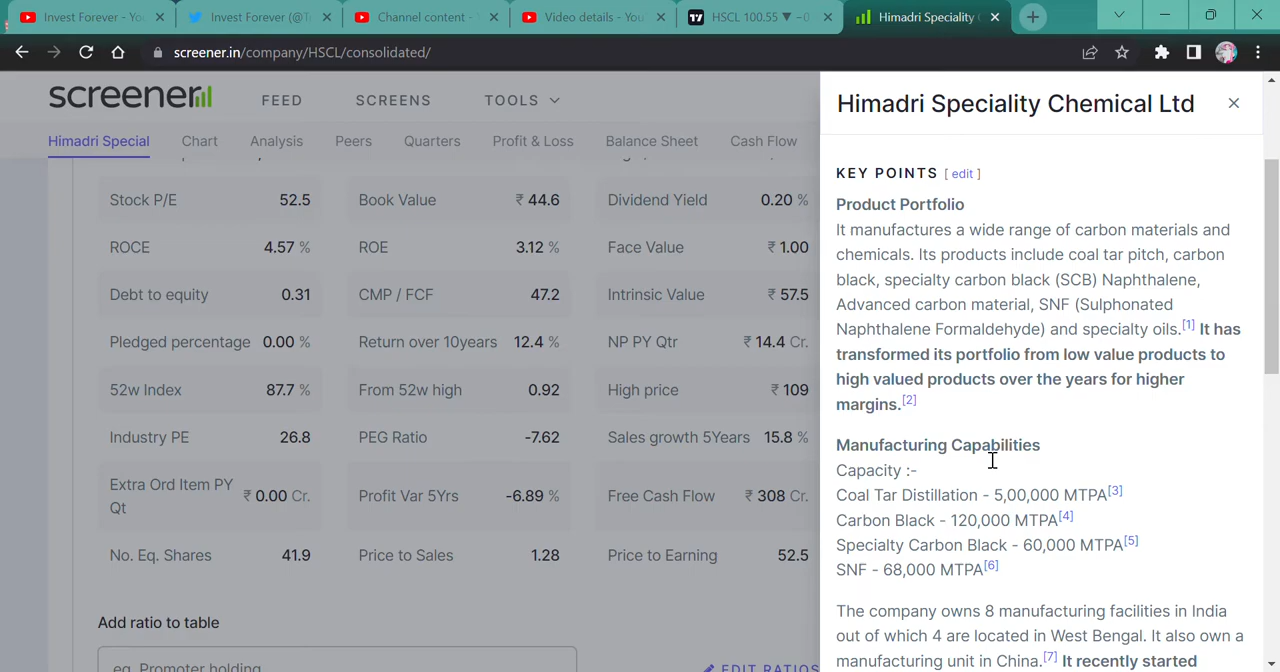 Invest Forever - Yo
Invest Forever (@T
Channel content -
Video details - You
HSCL 100.55 ▼ −0
Himadri Speciality
screener.in/company/HSCL/consolidated/
screener
FEED
SCREENS
TOOLS
Himadri Special
Chart
Analysis
Peers
Quarters
Profit & Loss
Balance Sheet
Cash Flow
Stock P/E 52.5
Book Value ₹ 44.6
Dividend Yield 0.20 %
ROCE 4.57 %
ROE 3.12 %
Face Value ₹ 1.00
Debt to equity 0.31
CMP / FCF 47.2
Intrinsic Value ₹ 57.5
Pledged percentage 0.00 %
Return over 10years 12.4 %
NP PY Qtr ₹ 14.4 Cr.
52w Index 87.7 %
From 52w high 0.92
High price ₹ 109
Industry PE 26.8
PEG Ratio -7.62
Sales growth 5Years 15.8 %
Extra Ord Item PY
Qt ₹ 0.00 Cr.
Profit Var 5Yrs -6.89 %
Free Cash Flow ₹ 308 Cr.
No. Eq. Shares 41.9
Price to Sales 1.28
Price to Earning 52.5
Add ratio to table
eg. Promoter holding
EDIT RATIOS
Himadri Speciality Chemical Ltd
KEY POINTS [ edit ]
Product Portfolio
It manufactures a wide range of carbon materials and
chemicals. Its products include coal tar pitch, carbon
black, specialty carbon black (SCB) Naphthalene,
Advanced carbon material, SNF (Sulphonated
Naphthalene Formaldehyde) and specialty oils.[1] It has
transformed its portfolio from low value products to
high valued products over the years for higher
margins.[2]
Manufacturing Capabilities
Capacity :-
Coal Tar Distillation - 5,00,000 MTPA[3]
Carbon Black - 120,000 MTPA[4]
Specialty Carbon Black - 60,000 MTPA[5]
SNF - 68,000 MTPA[6]
The company owns 8 manufacturing facilities in India
out of which 4 are located in West Bengal. It also own a
manufacturing unit in China.[7] It recently started